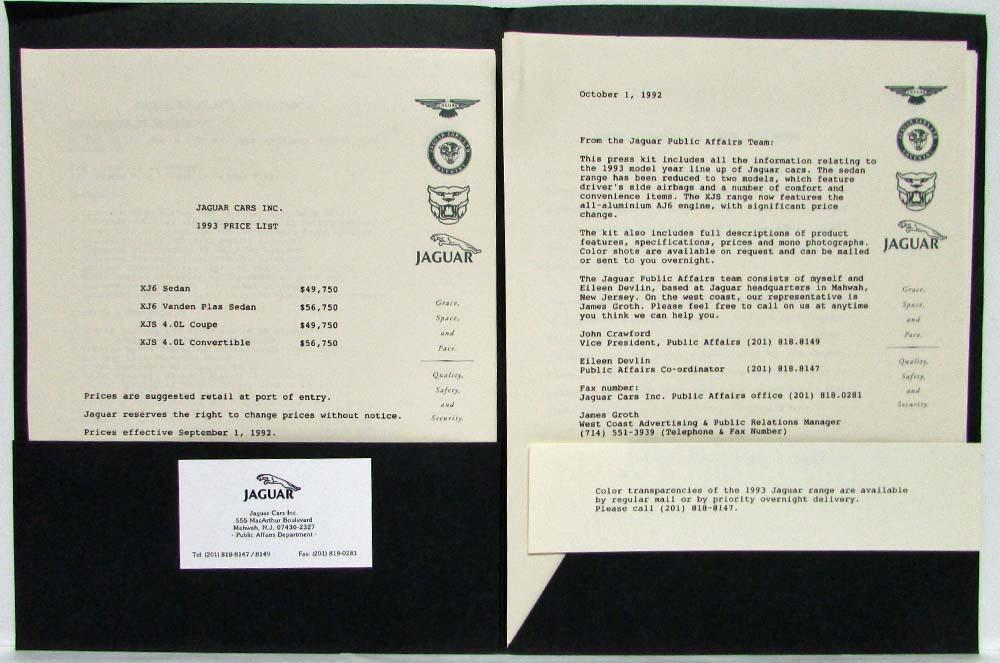 JAGUAR CARS INC.
1993 PRICE LIST
XJ6 Sedan $49,750
XJ6 Vanden Plas Sedan $56,750
XJS 4.0L Coupe $49,750
XJS 4.0L Convertible $56,750
Prices are suggested retail at port of entry.
Jaguar reserves the right to change prices without notice.
Prices effective September 1, 1992.
JAGUAR
Grace,
Space,
and
Pace.
Quality,
Safety,
and
Security.
JAGUAR
Jaguar Cars Inc.
555 MacArthur Boulevard
Mahwah, N.J. 07430-2327
- Public Affairs Department -
Tel: (201) 818-8147 / 8149 Fax: (201) 818-0281
October 1, 1992
From the Jaguar Public Affairs Team:
This press kit includes all the information relating to
the 1993 model year line up of Jaguar cars. The sedan
range has been reduced to two models, which feature
driver's side airbags and a number of comfort and
convenience items. The XJS range now features the
all-aluminium AJ6 engine, with significant price
change.
The kit also includes full descriptions of product
features, specifications, prices and mono photographs.
Color shots are available on request and can be mailed
or sent to you overnight.
The Jaguar Public Affairs team consists of myself and
Eileen Devlin, based at Jaguar headquarters in Mahwah,
New Jersey. On the west coast, our representative is
James Groth. Please feel free to call on us at anytime
you think we can help you.
John Crawford
Vice President, Public Affairs (201) 818.8149
Eileen Devlin
Public Affairs Co-ordinator (201) 818.8147
Fax number:
Jaguar Cars Inc. Public Affairs office (201) 818.0281
James Groth
West Coast Advertising & Public Relations Manager
(714) 551-3939 (Telephone & Fax Number)
JAGUAR
Grace,
Space,
and
Pace.
Quality,
Safety,
and
Security.
Color transparencies of the 1993 Jaguar range are available
by regular mail or by priority overnight delivery.
Please call (201) 818-8147.